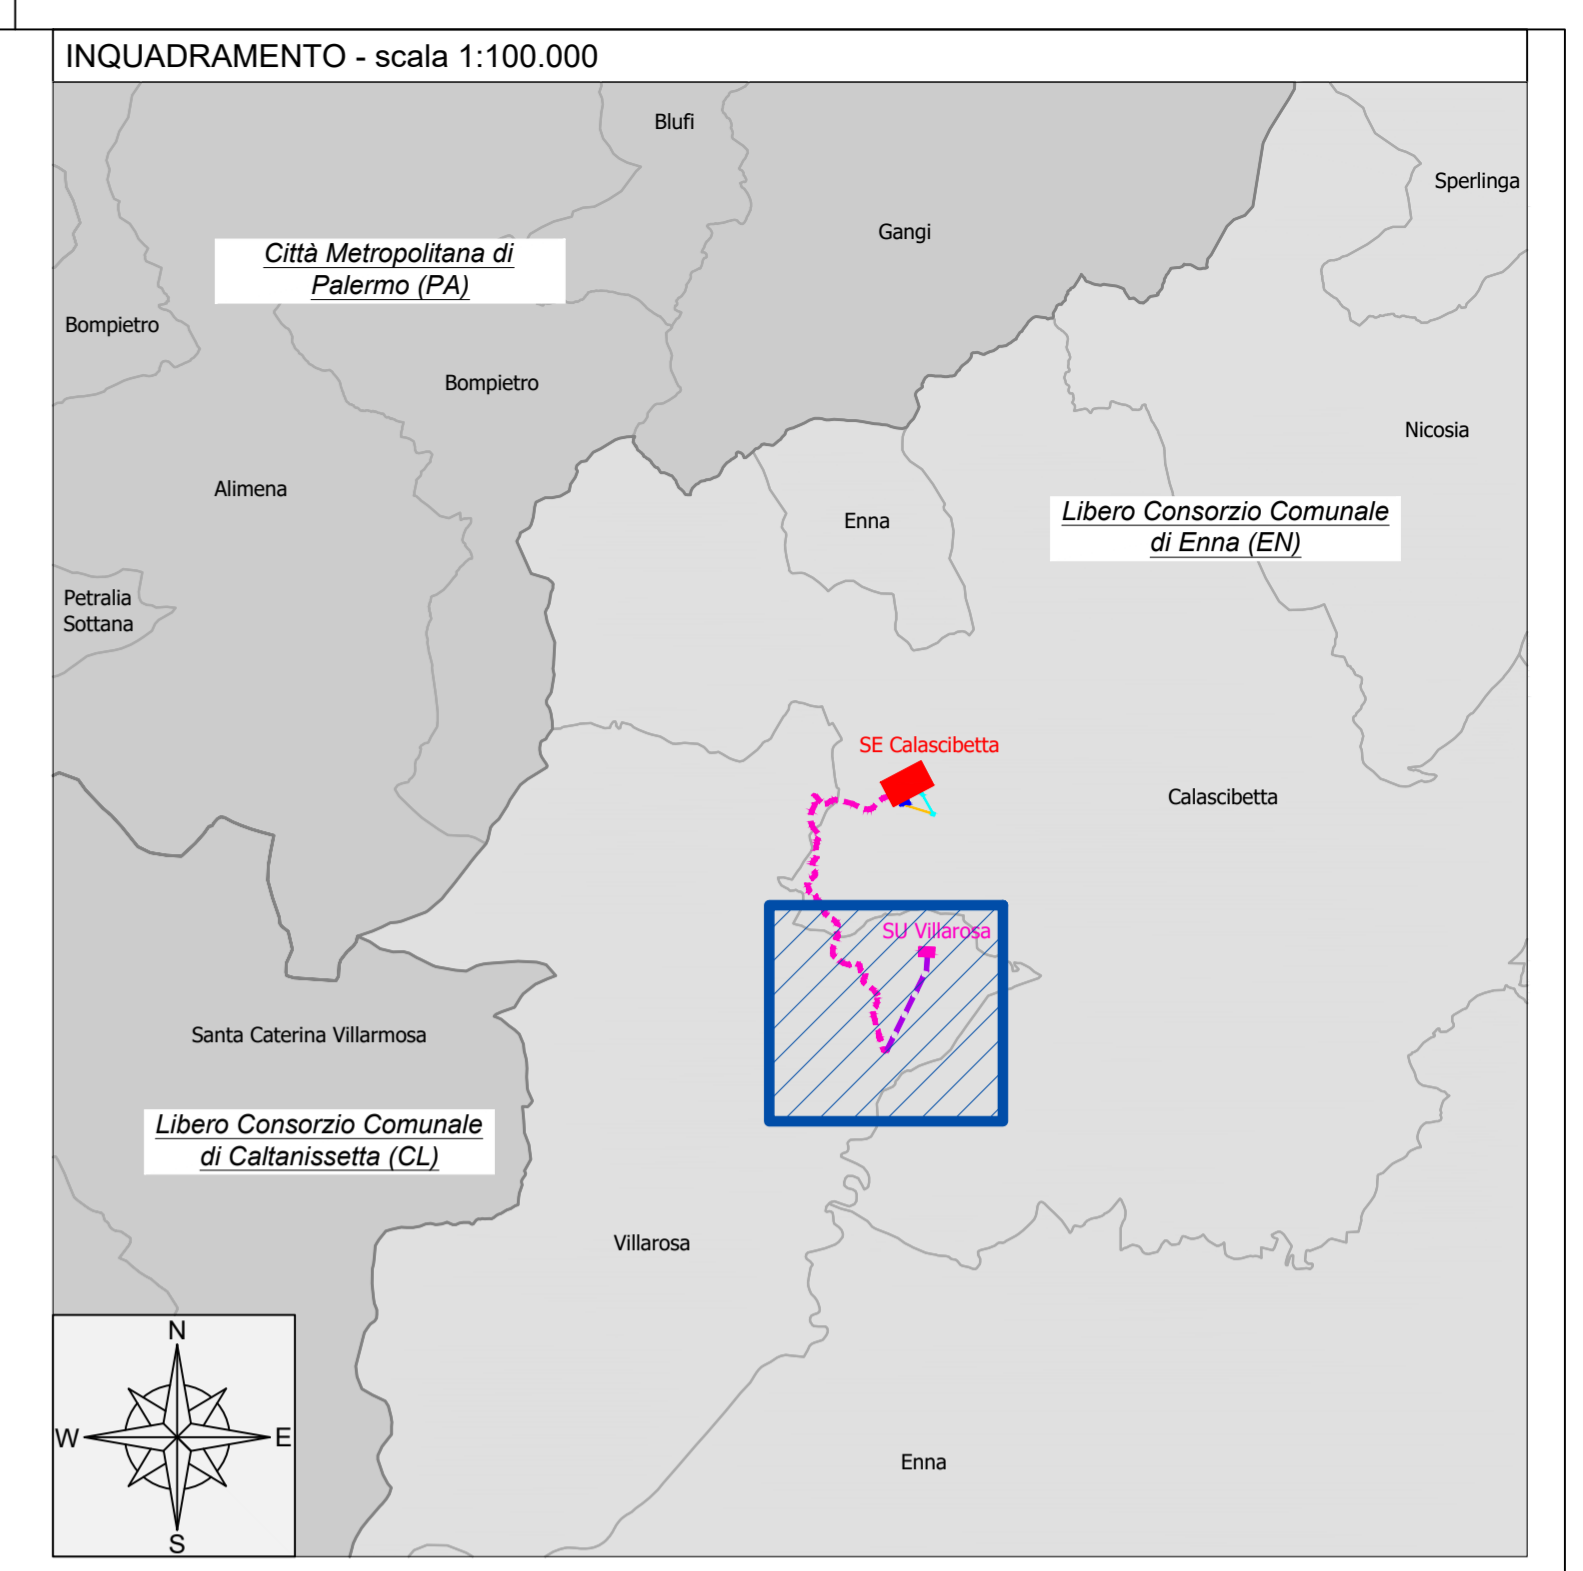 INQUADRAMENTO - scala 1:100.000
Blufi
Sperlinga
Gangi
Città Metropolitana di
Palermo (PA)
Bompietro
Bompietro
Nicosia
Alimena
Enna
Libero Consorzio Comunale
di Enna (EN)
Petralia
Sottana
SE Calascibetta
Calascibetta
SU Villarosa
Santa Caterina Villarmosa
Libero Consorzio Comunale
di Caltanissetta (CL)
Villarosa
N
W
E
S
Enna